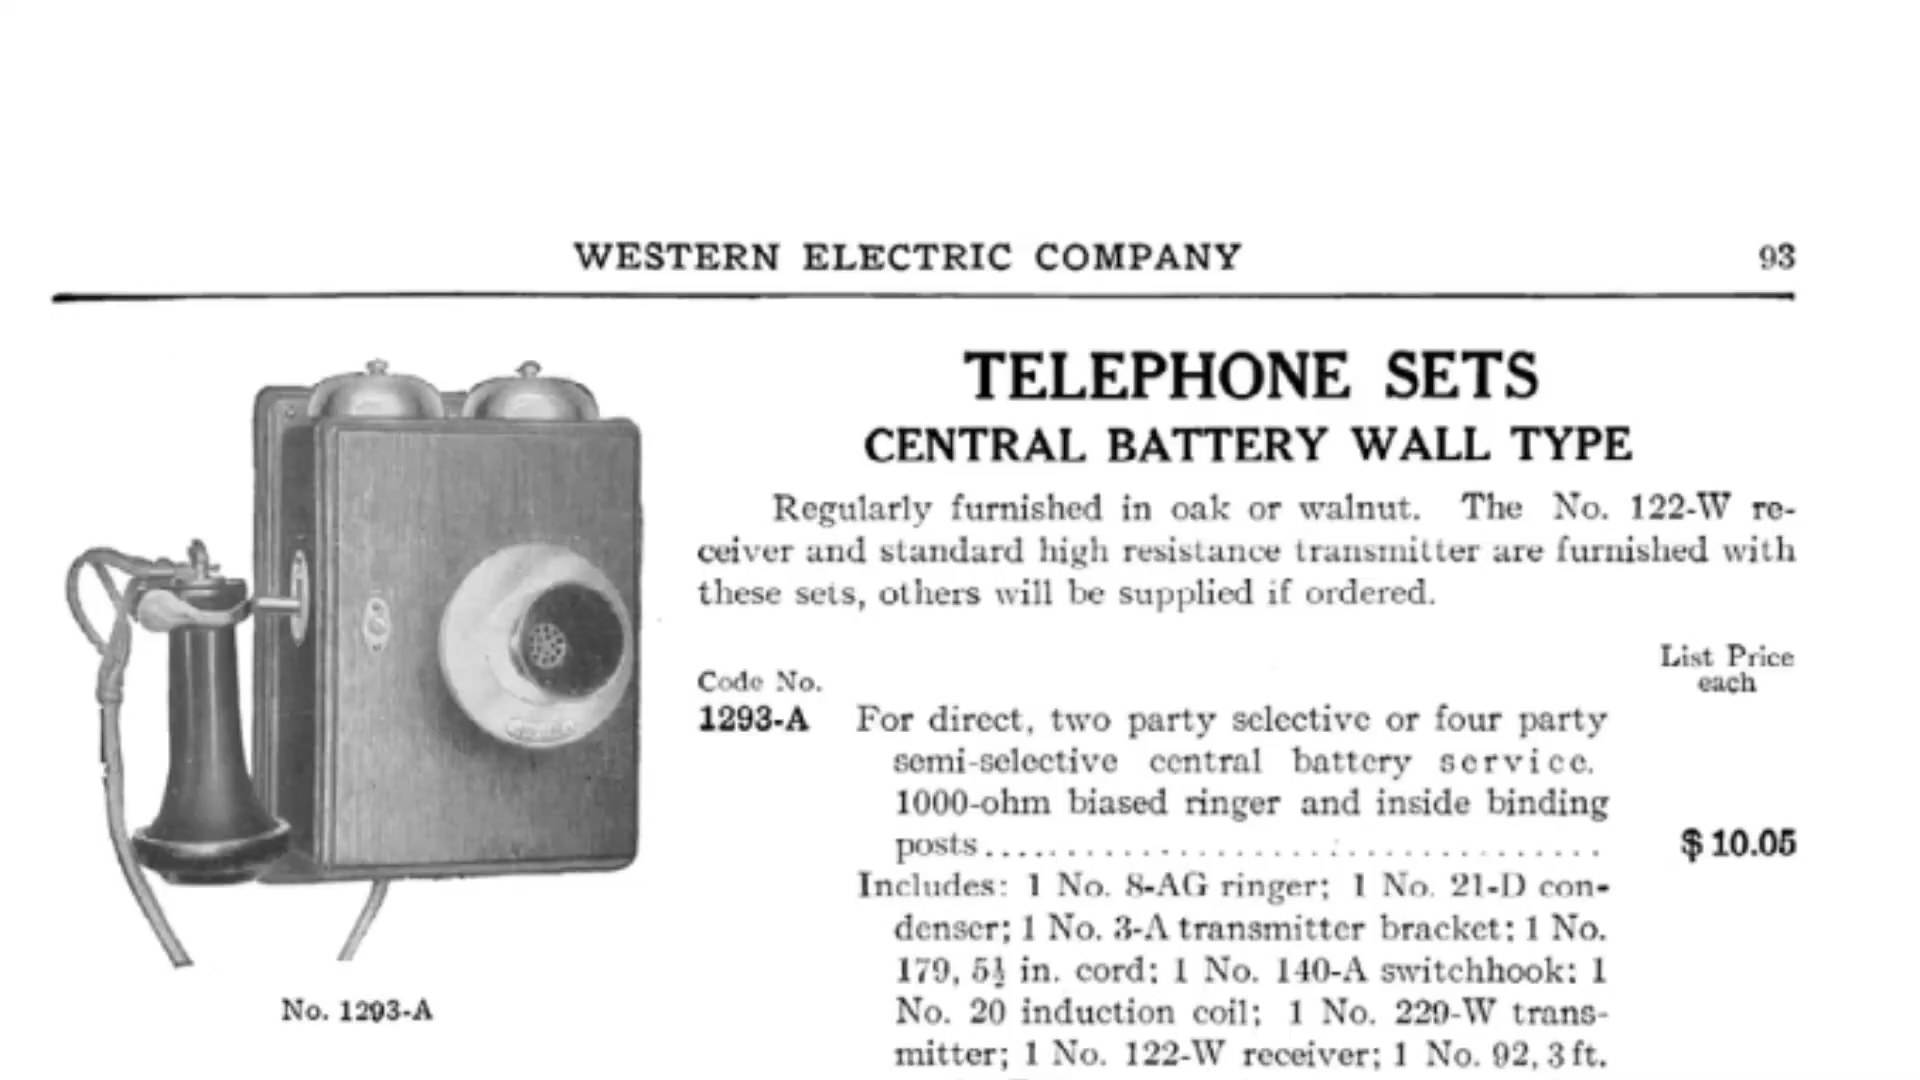 WESTERN ELECTRIC COMPANY 93
TELEPHONE SETS
CENTRAL BATTERY WALL TYPE
Regularly furnished in oak or walnut. The No. 122-W re-
ceiver and standard high resistance transmitter are furnished with
these sets, others will be supplied if ordered.
List Price
each
Code No.
1293-A For direct, two party selective or four party
semi-selective central battery service.
1000-ohm biased ringer and inside binding
posts.................................. $10.05
Includes: 1 No. 8-AG ringer; 1 No. 21-D con-
denser; 1 No. 3-A transmitter bracket; 1 No.
179, 5½ in. cord; 1 No. 140-A switchhook; 1
No. 20 induction coil; 1 No. 229-W trans-
mitter; 1 No. 122-W receiver; 1 No. 92, 3 ft.
No. 1293-A